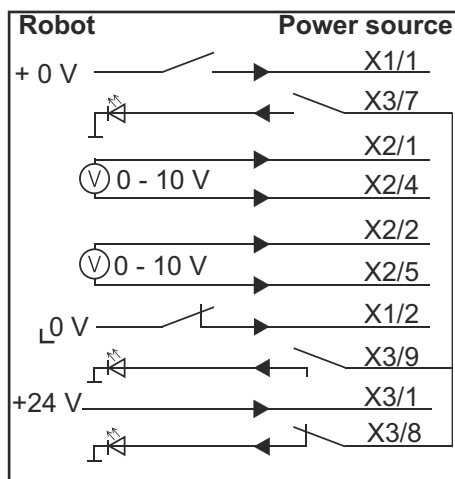 Robot Power source
+ 0 V X1/1
X3/7
X2/1
V 0 - 10 V
X2/4
X2/2
V 0 - 10 V
X2/5
0 V X1/2
X3/9
+24 V X3/1
X3/8